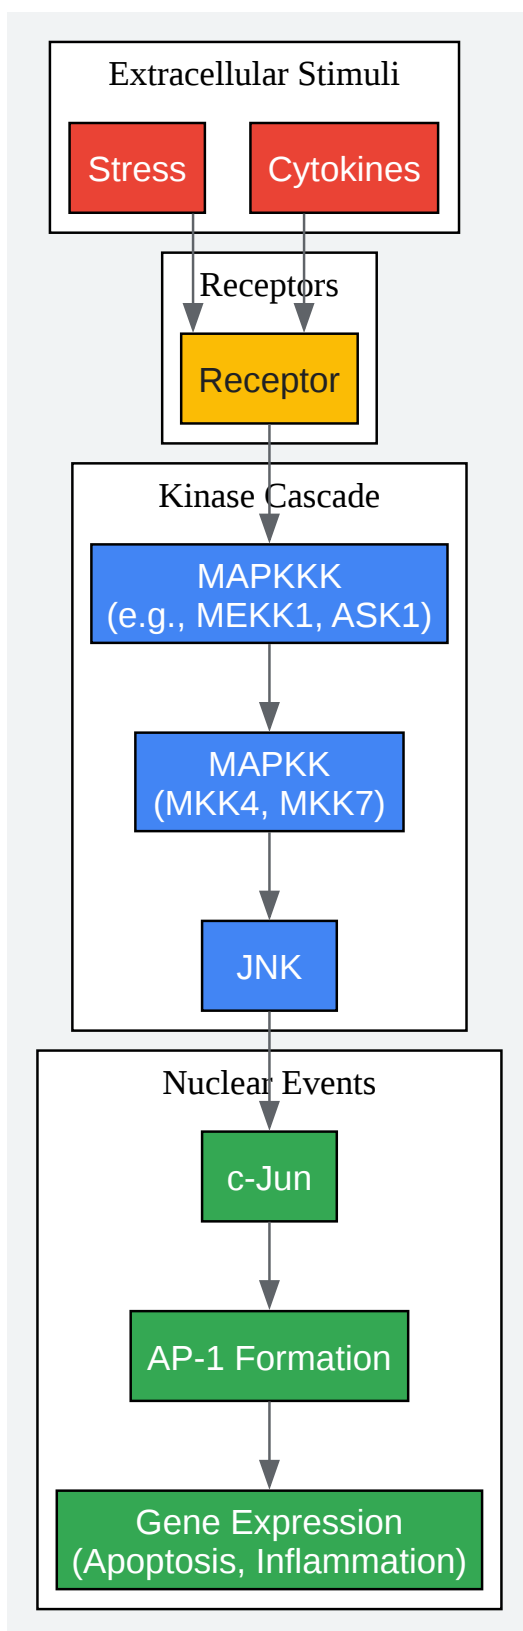 Extracellular Stimuli
Stress
Cytokines
Receptors
Receptor
Kinase Cascade
MAPKKK
(e.g., MEKK1, ASK1)
MAPKK
(MKK4, MKK7)
JNK
Nuclear Events
c-Jun
AP-1 Formation
Gene Expression
(Apoptosis, Inflammation)